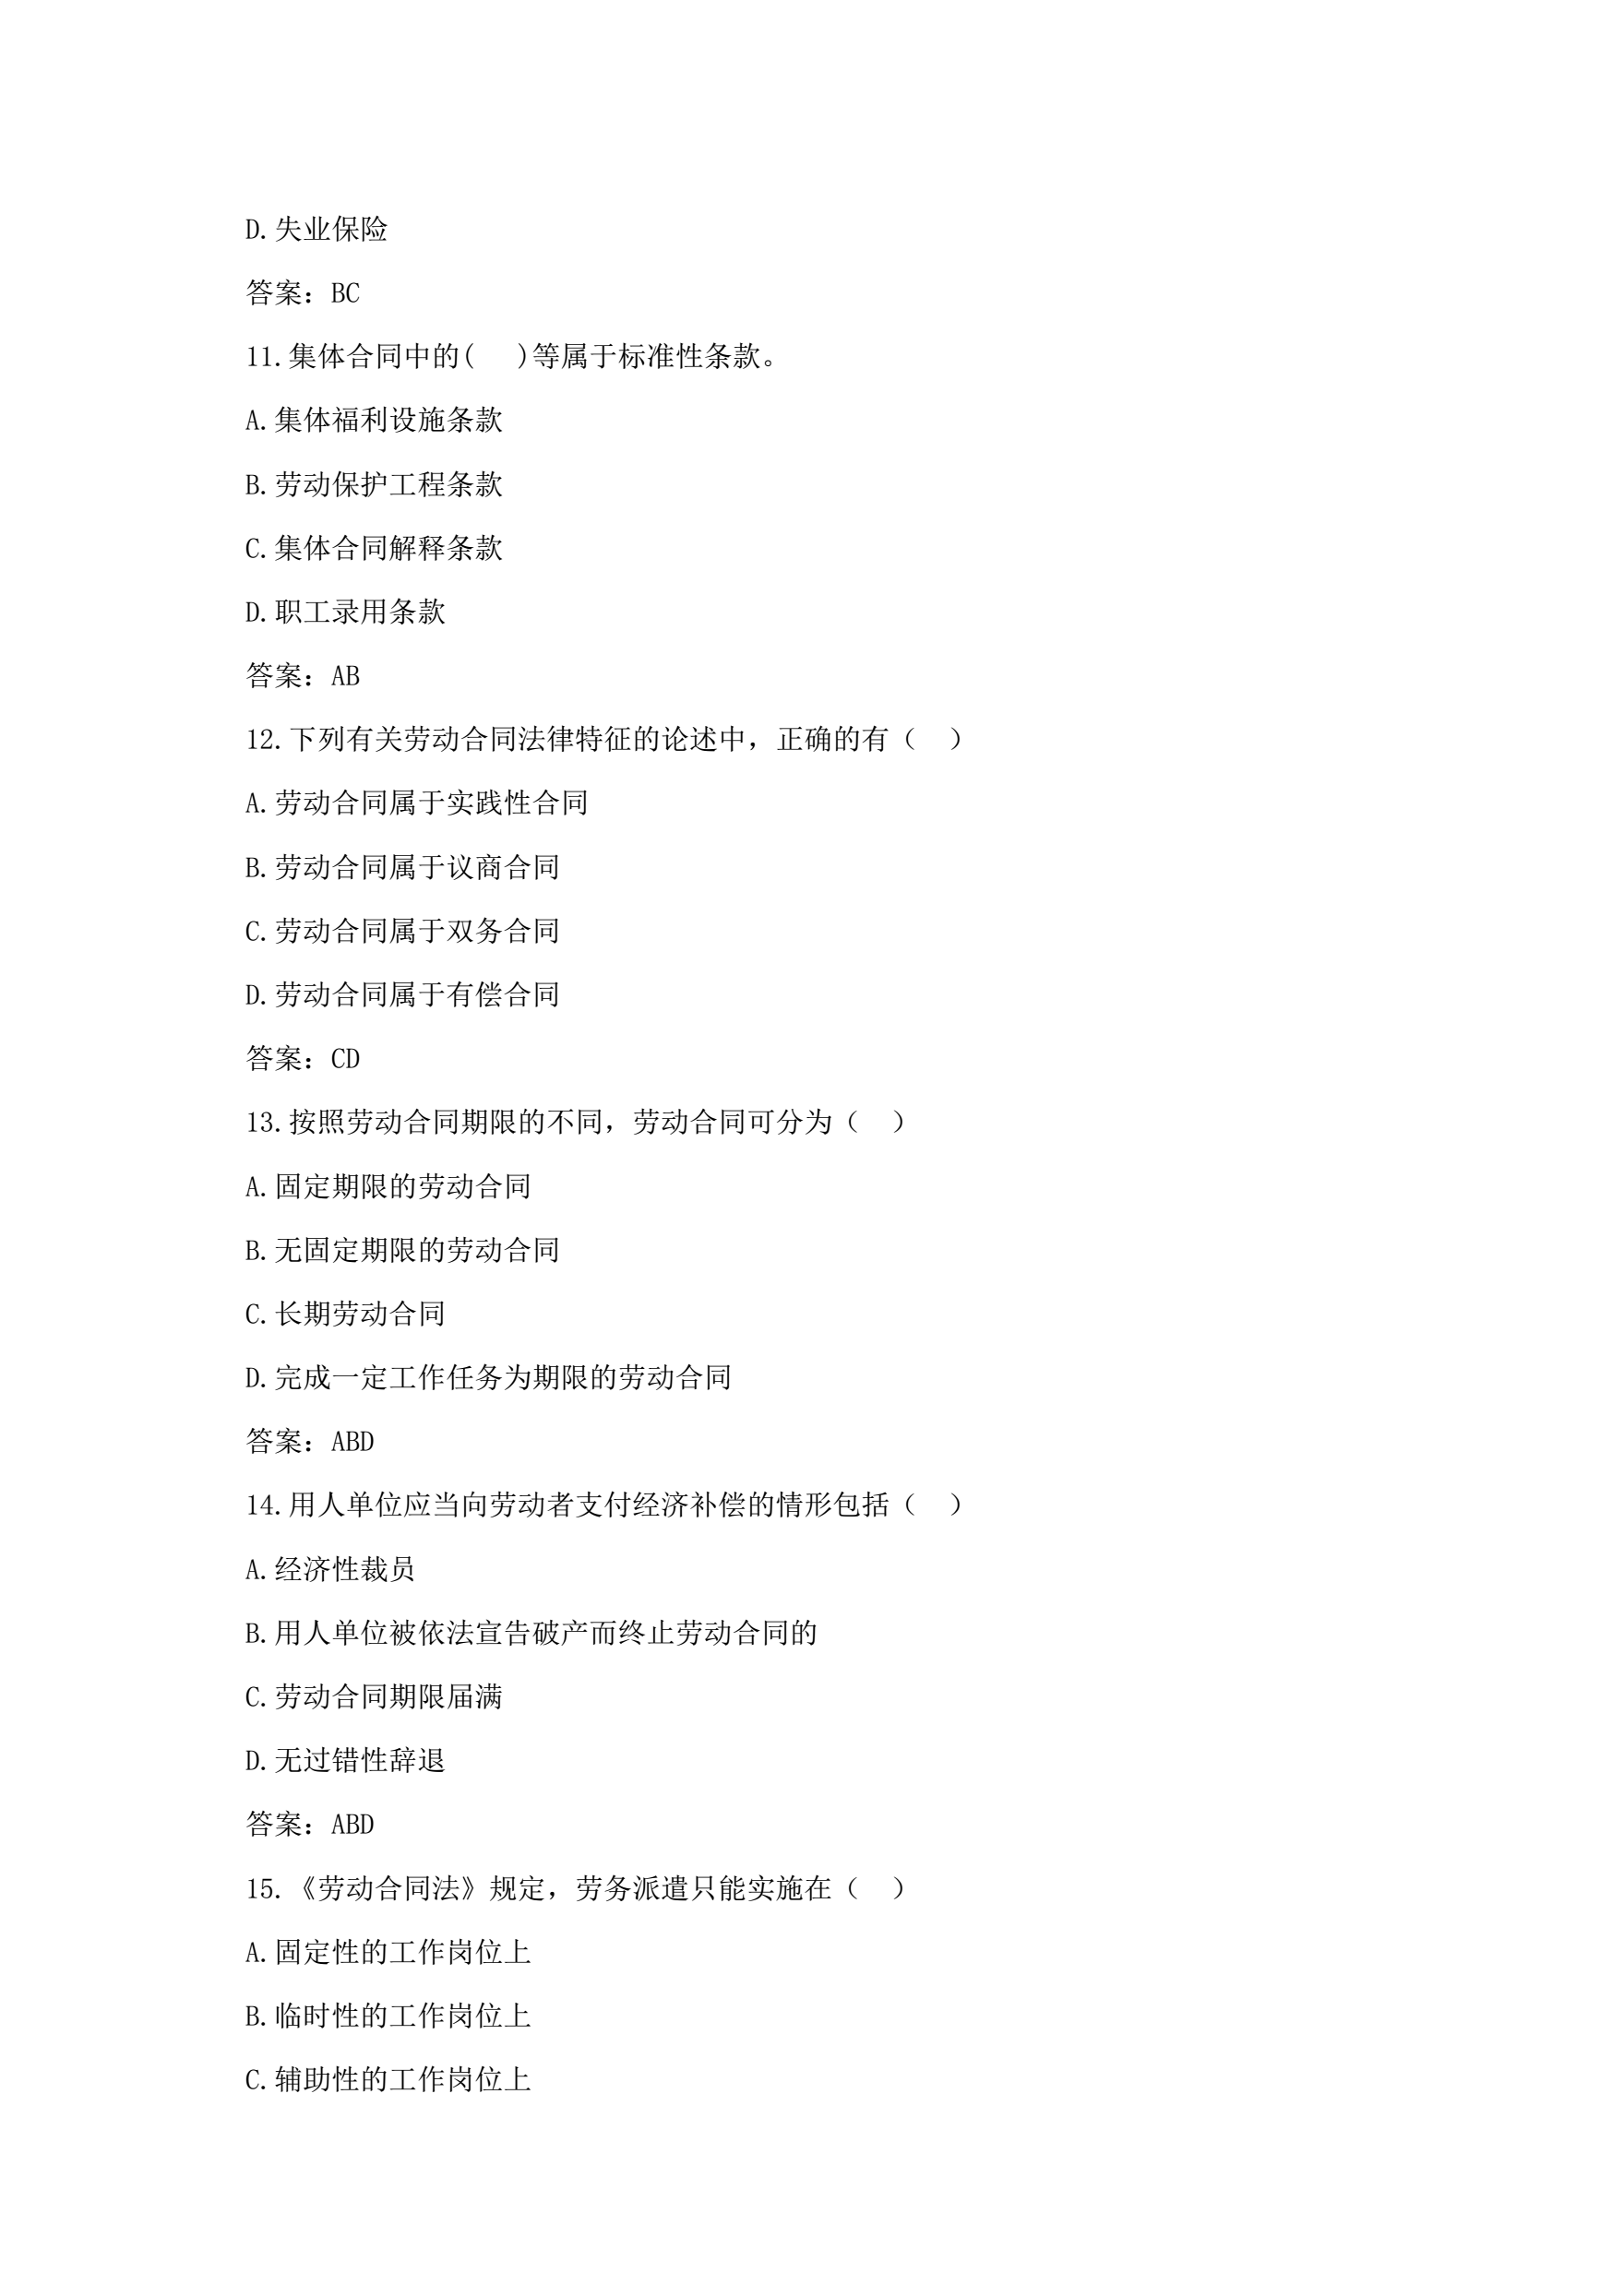 D.失业保险
答案：BC
11.集体合同中的(   )等属于标准性条款。
A.集体福利设施条款
B.劳动保护工程条款
C.集体合同解释条款
D.职工录用条款
答案：AB
12.下列有关劳动合同法律特征的论述中，正确的有（  ）
A.劳动合同属于实践性合同
B.劳动合同属于议商合同
C.劳动合同属于双务合同
D.劳动合同属于有偿合同
答案：CD
13.按照劳动合同期限的不同，劳动合同可分为（  ）
A.固定期限的劳动合同
B.无固定期限的劳动合同
C.长期劳动合同
D.完成一定工作任务为期限的劳动合同
答案：ABD
14.用人单位应当向劳动者支付经济补偿的情形包括（  ）
A.经济性裁员
B.用人单位被依法宣告破产而终止劳动合同的
C.劳动合同期限届满
D.无过错性辞退
答案：ABD
15.《劳动合同法》规定，劳务派遣只能实施在（  ）
A.固定性的工作岗位上
B.临时性的工作岗位上
C.辅助性的工作岗位上